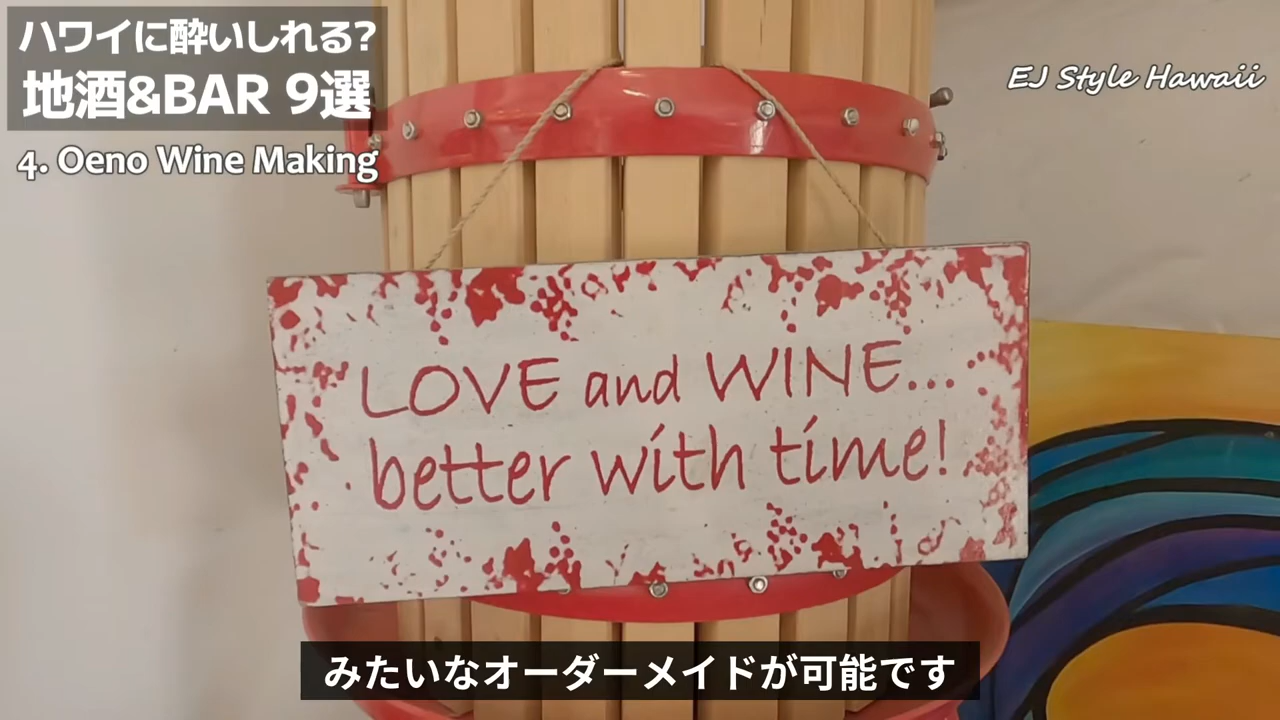 ハワイに酔いしれる?
地酒&BAR 9選
4. Oeno Wine Making
EJ Style Hawaii
LOVE and WINE...
better with time!
みたいなオーダーメイドが可能です